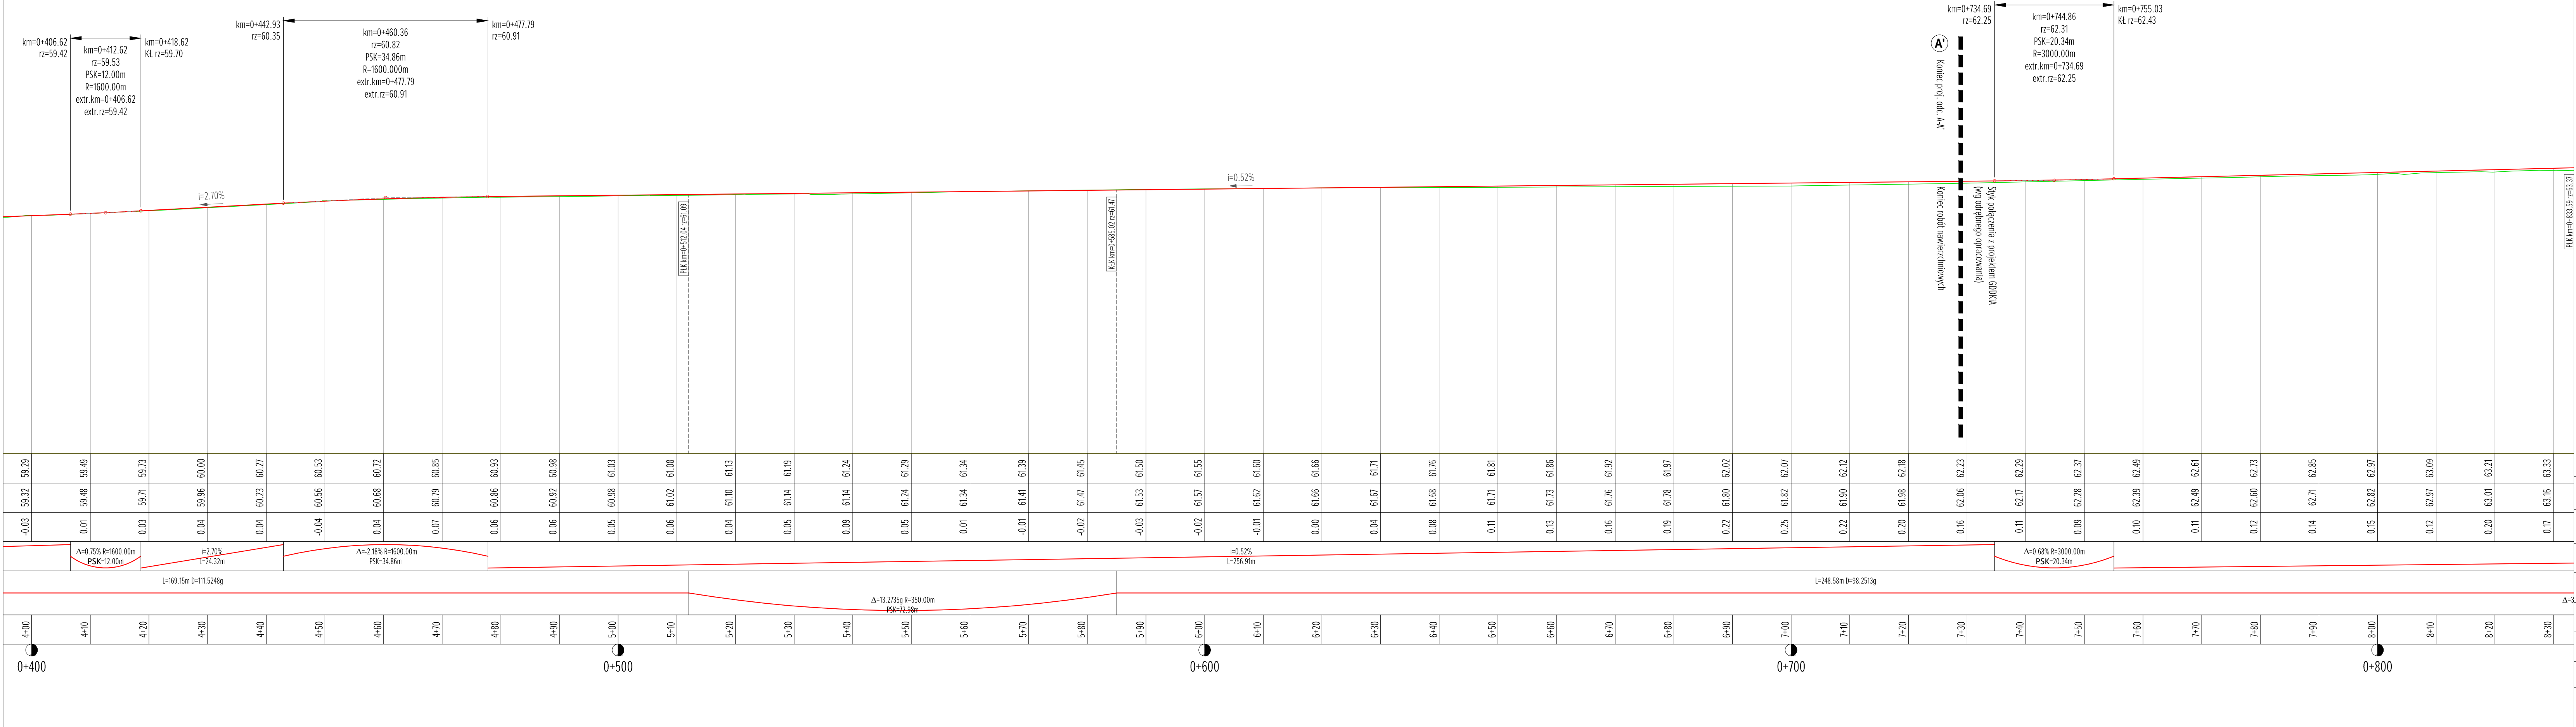 km=0+406.62
rz=59.42
km=0+412.62
rz=59.53
PSK=12.00m
R=1600.00m
extr.km=0+406.62
extr.rz=59.42
km=0+418.62
KŁ rz=59.70
km=0+442.93
rz=60.35
km=0+460.36
rz=60.82
PSK=34.86m
R=1600.000m
extr.km=0+477.79
extr.rz=60.91
km=0+477.79
rz=60.91
km=0+734.69
rz=62.25
km=0+744.86
rz=62.31
PSK=20.34m
R=3000.00m
extr.km=0+734.69
extr.rz=62.25
km=0+755.03
KŁ rz=62.43
A'
Koniec proj. odc. A-A'
Koniec robót nawierzchniowych
Styk połączenia z projektem GDDKiA
(wg odrębnego opracowania)
i=2.70%
i=0.52%
PŁK km=0+512.04 rz=61.09
KŁK km=0+585.02 rz=61.47
PŁK km=0+833.59 rz=63.37
59.29 59.49 59.73 60.00 60.27 60.53 60.72 60.85 60.93 60.98 61.03 61.08 61.13 61.19 61.24 61.29 61.34 61.39 61.45 61.50 61.55 61.60 61.66 61.71 61.76 61.81 61.86 61.92 61.97 62.02 62.07 62.12 62.18 62.23 62.29 62.37 62.49 62.61 62.73 62.85 62.97 63.09 63.21 63.33
59.32 59.48 59.71 59.96 60.23 60.56 60.68 60.79 60.86 60.92 60.98 61.02 61.10 61.14 61.14 61.24 61.34 61.41 61.47 61.53 61.57 61.62 61.66 61.67 61.68 61.71 61.73 61.76 61.78 61.80 61.82 61.90 61.98 62.06 62.17 62.28 62.39 62.49 62.60 62.71 62.82 62.97 63.01 63.16
-0.03 0.01 0.03 0.04 0.04 -0.04 0.04 0.07 0.06 0.06 0.05 0.06 0.04 0.05 0.09 0.05 0.01 -0.01 -0.02 -0.03 -0.02 -0.01 0.00 0.04 0.08 0.11 0.13 0.16 0.19 0.22 0.25 0.22 0.20 0.16 0.11 0.09 0.10 0.11 0.12 0.14 0.15 0.12 0.20 0.17
Δ=0.75% R=1600.00m
PSK=12.00m
i=2.70%
L=24.32m
Δ=-2.18% R=1600.00m
PSK=34.86m
i=0.52%
L=256.91m
Δ=0.68% R=3000.00m
PSK=20.34m
L=169.15m D=111.5248g
Δ=13.2735g R=350.00m
PSK=72.98m
L=248.58m D=98.2513g
Δ=3.
4+00 4+10 4+20 4+30 4+40 4+50 4+60 4+70 4+80 4+90 5+00 5+10 5+20 5+30 5+40 5+50 5+60 5+70 5+80 5+90 6+00 6+10 6+20 6+30 6+40 6+50 6+60 6+70 6+80 6+90 7+00 7+10 7+20 7+30 7+40 7+50 7+60 7+70 7+80 7+90 8+00 8+10 8+20 8+30
0+400 0+500 0+600 0+700 0+800